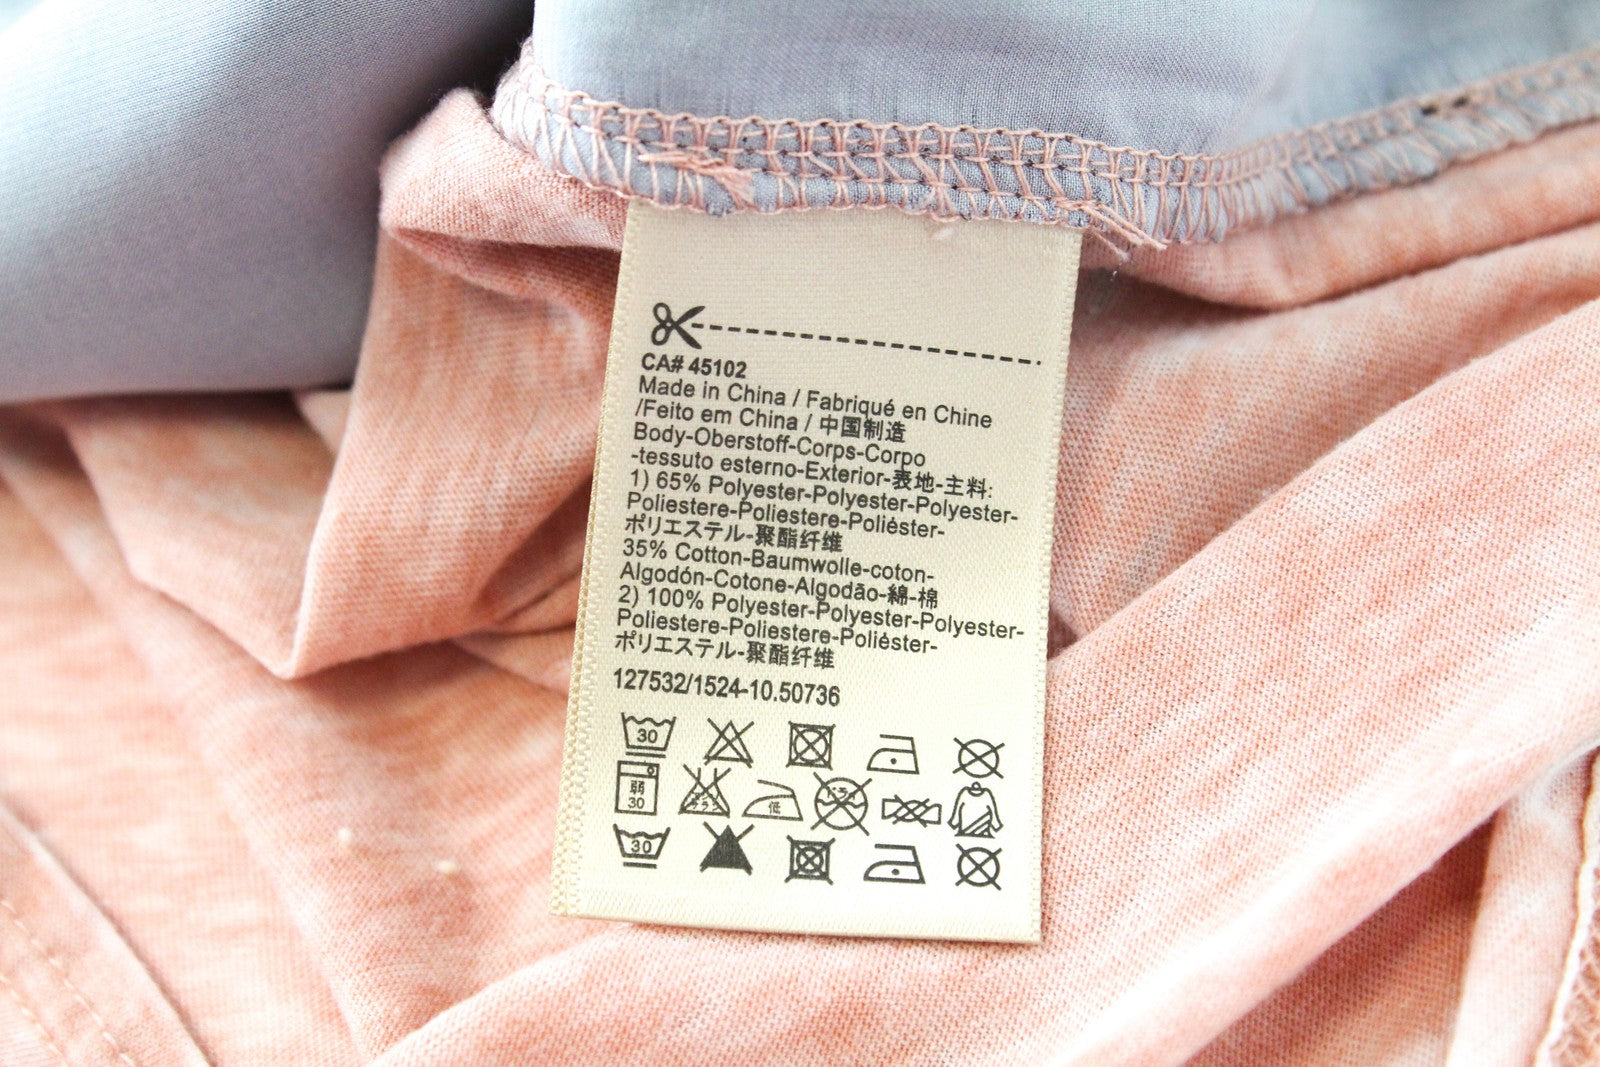 CA# 45102
Made in China / Fabriqué en Chine
/Feito em China / 中国制造
Body-Oberstoff-Corps-Corpo
-tessuto esterno-Exterior-表地-主料:
1) 65% Polyester-Polyester-Polyester-
Poliestere-Poliestere-Poliéster-
ポリエステル-聚酯纤维
35% Cotton-Baumwolle-coton-
Algodón-Cotone-Algodão-綿-棉
2) 100% Polyester-Polyester-Polyester-
Poliestere-Poliestere-Poliéster-
ポリエステル-聚酯纤维
127532/1524-10.50736
30
弱
30
低
30